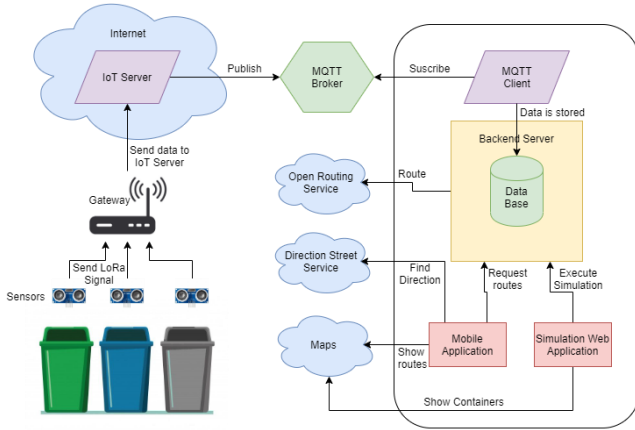 Internet
IoT Server
Publish
MQTT
Broker
Suscribe
MQTT
Client
Data is stored
Backend Server
Data
Base
Send data to
IoT Server
Gateway
Send LoRa
Signal
Sensors
Open Routing
Service
Route
Direction Street
Service
Find
Direction
Request
routes
Execute
Simulation
Maps
Show
routes
Mobile
Application
Simulation Web
Application
Show Containers